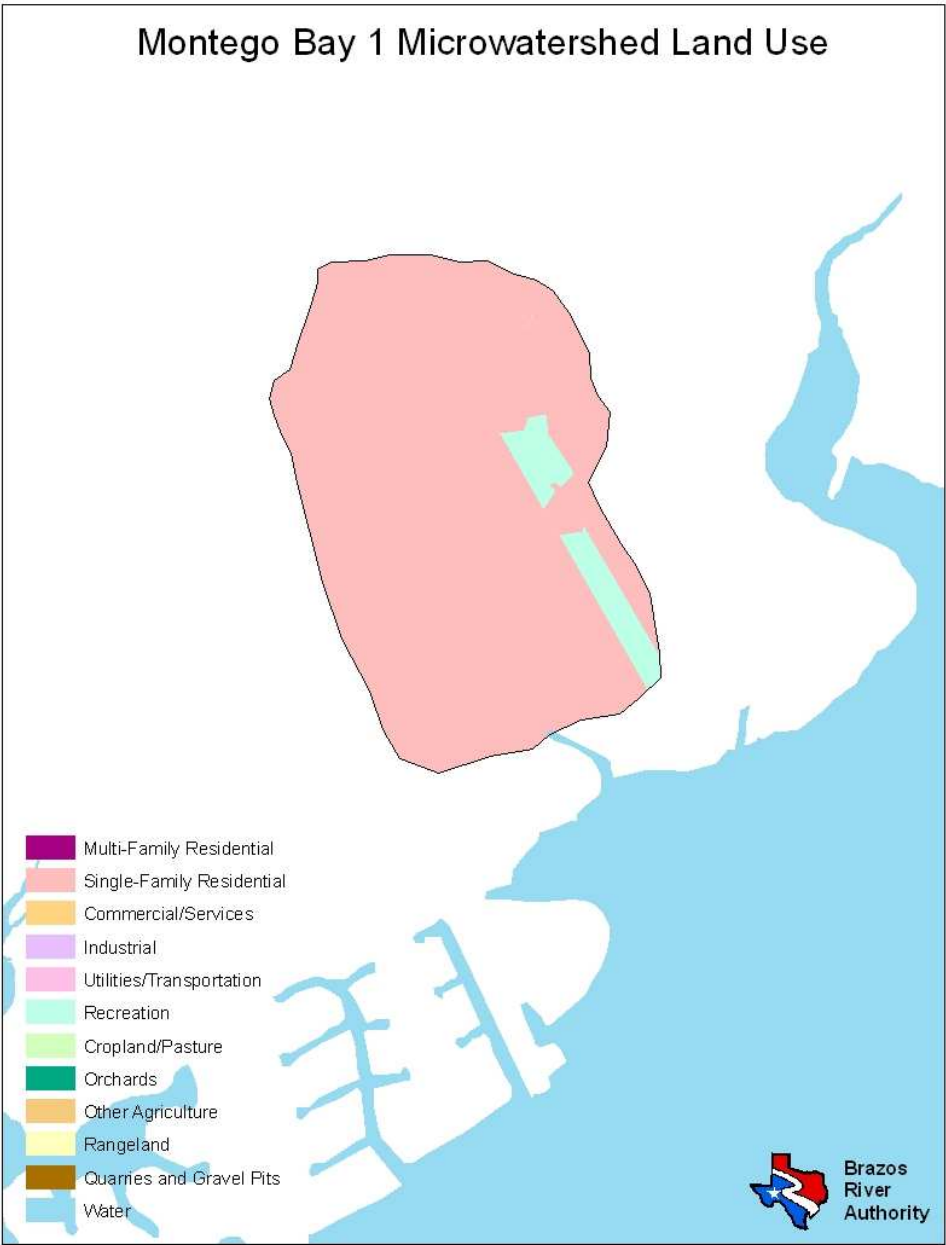 Montego Bay 1 Microwatershed Land Use
Multi-Family Residential
Single-Family Residential
Commercial/Services
Industrial
Utilities/Transportation
Recreation
Cropland/Pasture
Orchards
Other Agriculture
Rangeland
Quarries and Gravel Pits
Water
Brazos
River
Authority